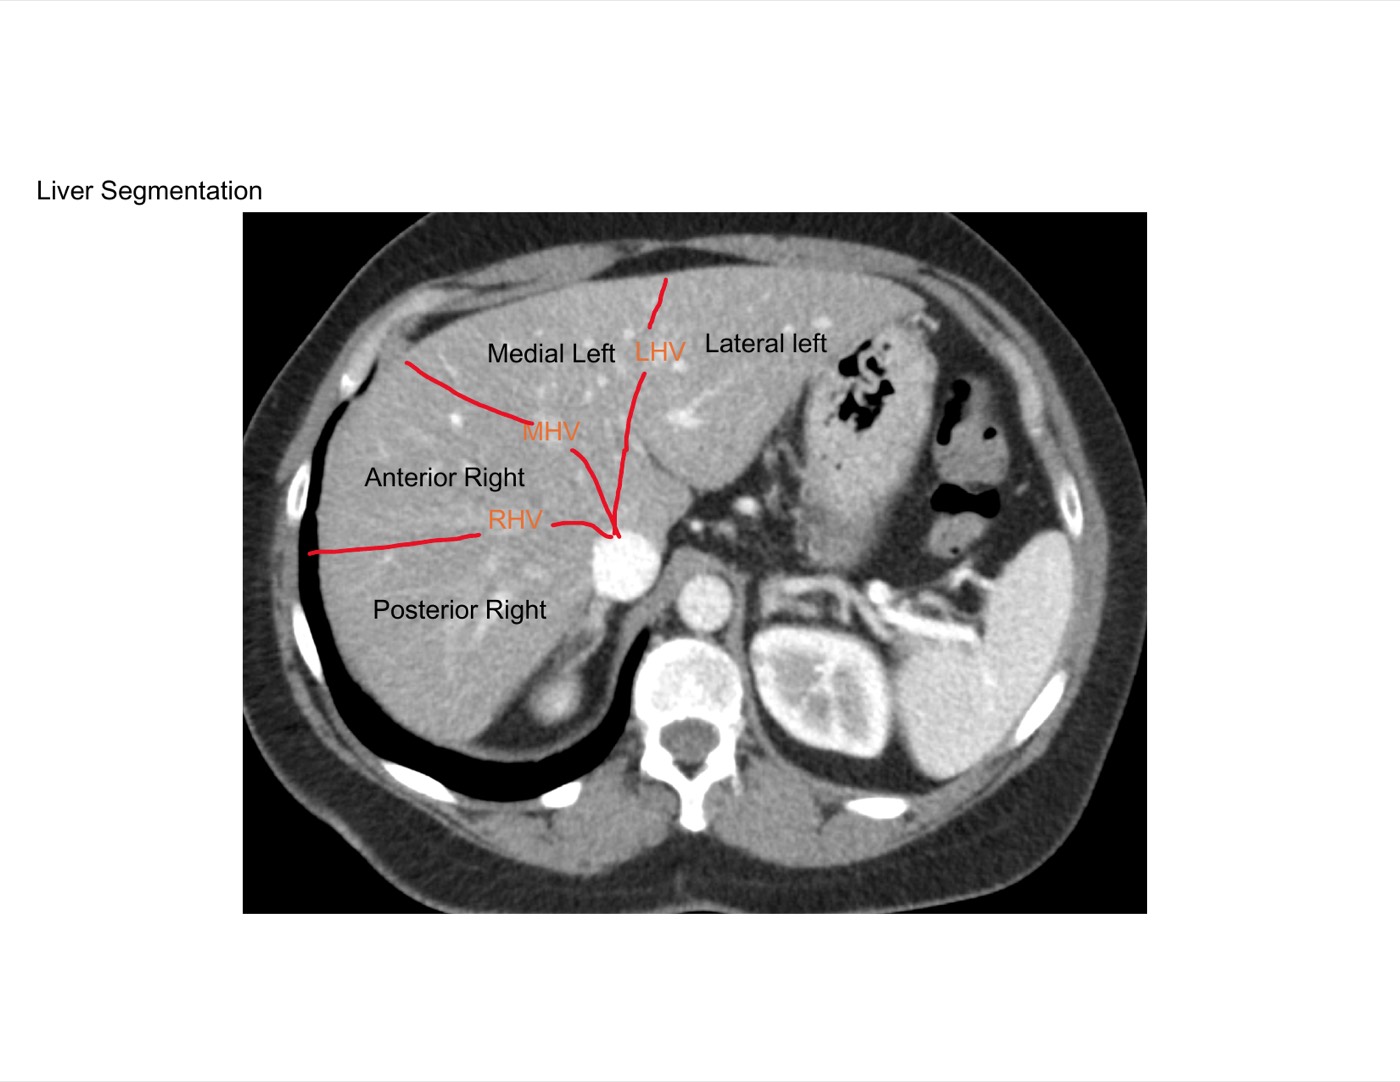 Liver Segmentation
Medial Left
LHV
Lateral left
MHV
Anterior Right
RHV
Posterior Right